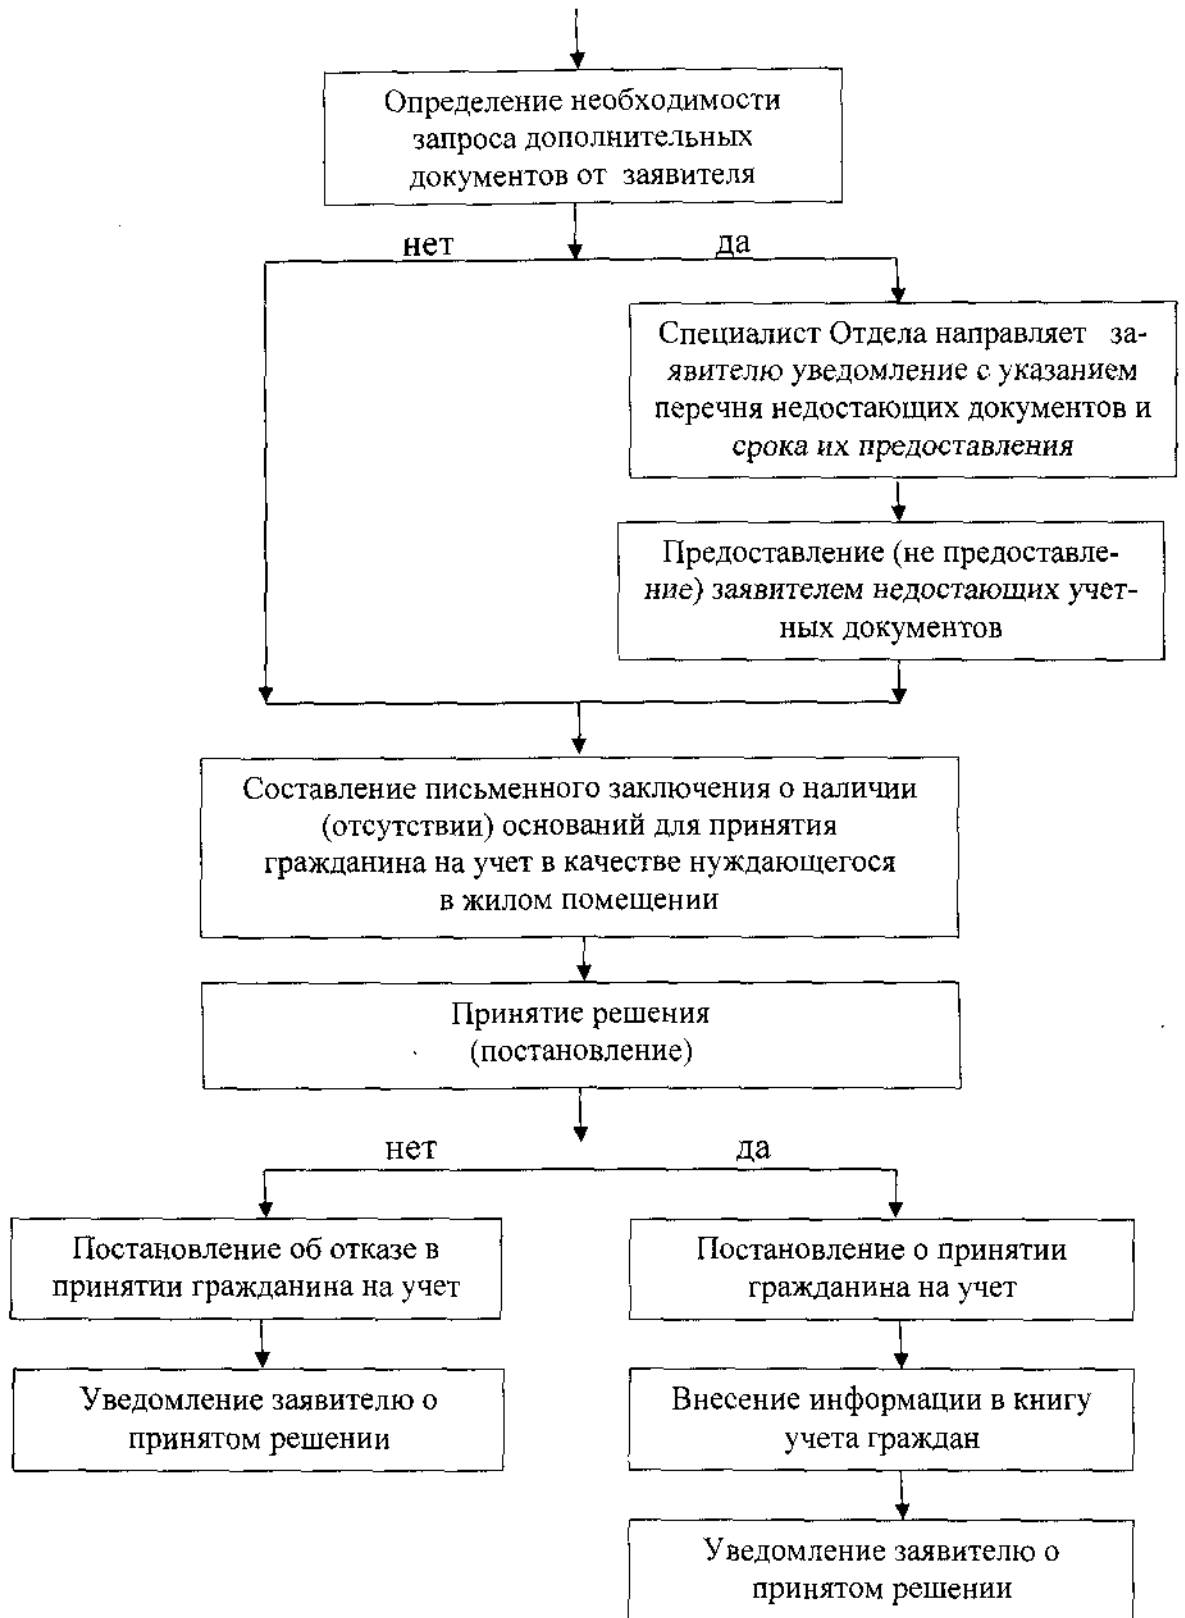 Определение необходимости
запроса дополнительных
документов от заявителя
нет
да
Специалист Отдела направляет за-
явителю уведомление с указанием
перечня недостающих документов и
срока их предоставления
Предоставление (не предоставле-
ние) заявителем недостающих учет-
ных документов
Составление письменного заключения о наличии
(отсутствии) оснований для принятия
гражданина на учет в качестве нуждающегося
в жилом помещении
Принятие решения
(постановление)
нет
да
Постановление об отказе в
принятии гражданина на учет
Постановление о принятии
гражданина на учет
Уведомление заявителю о
принятом решении
Внесение информации в книгу
учета граждан
Уведомление заявителю о
принятом решении